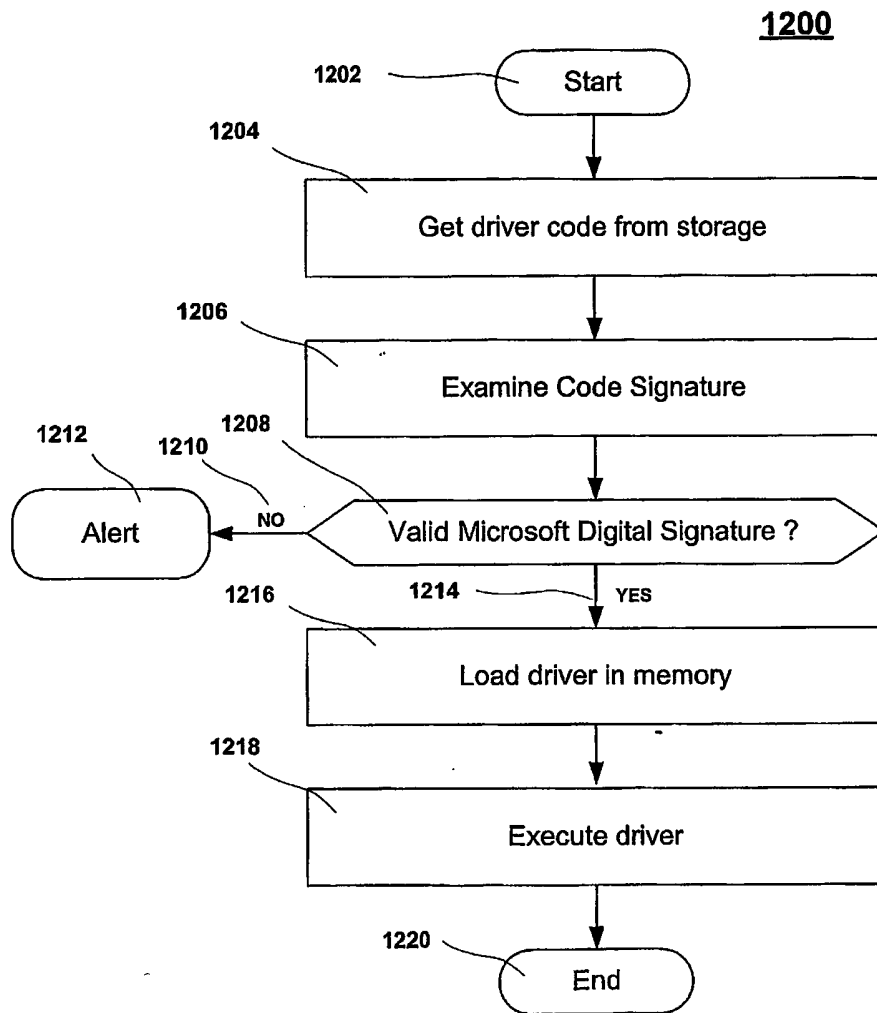 1200
1202
Start
1204
Get driver code from storage
1206
Examine Code Signature
1208
1210
1212
NO
Alert
Valid Microsoft Digital Signature ?
1214
YES
1216
Load driver in memory
1218
Execute driver
1220
End